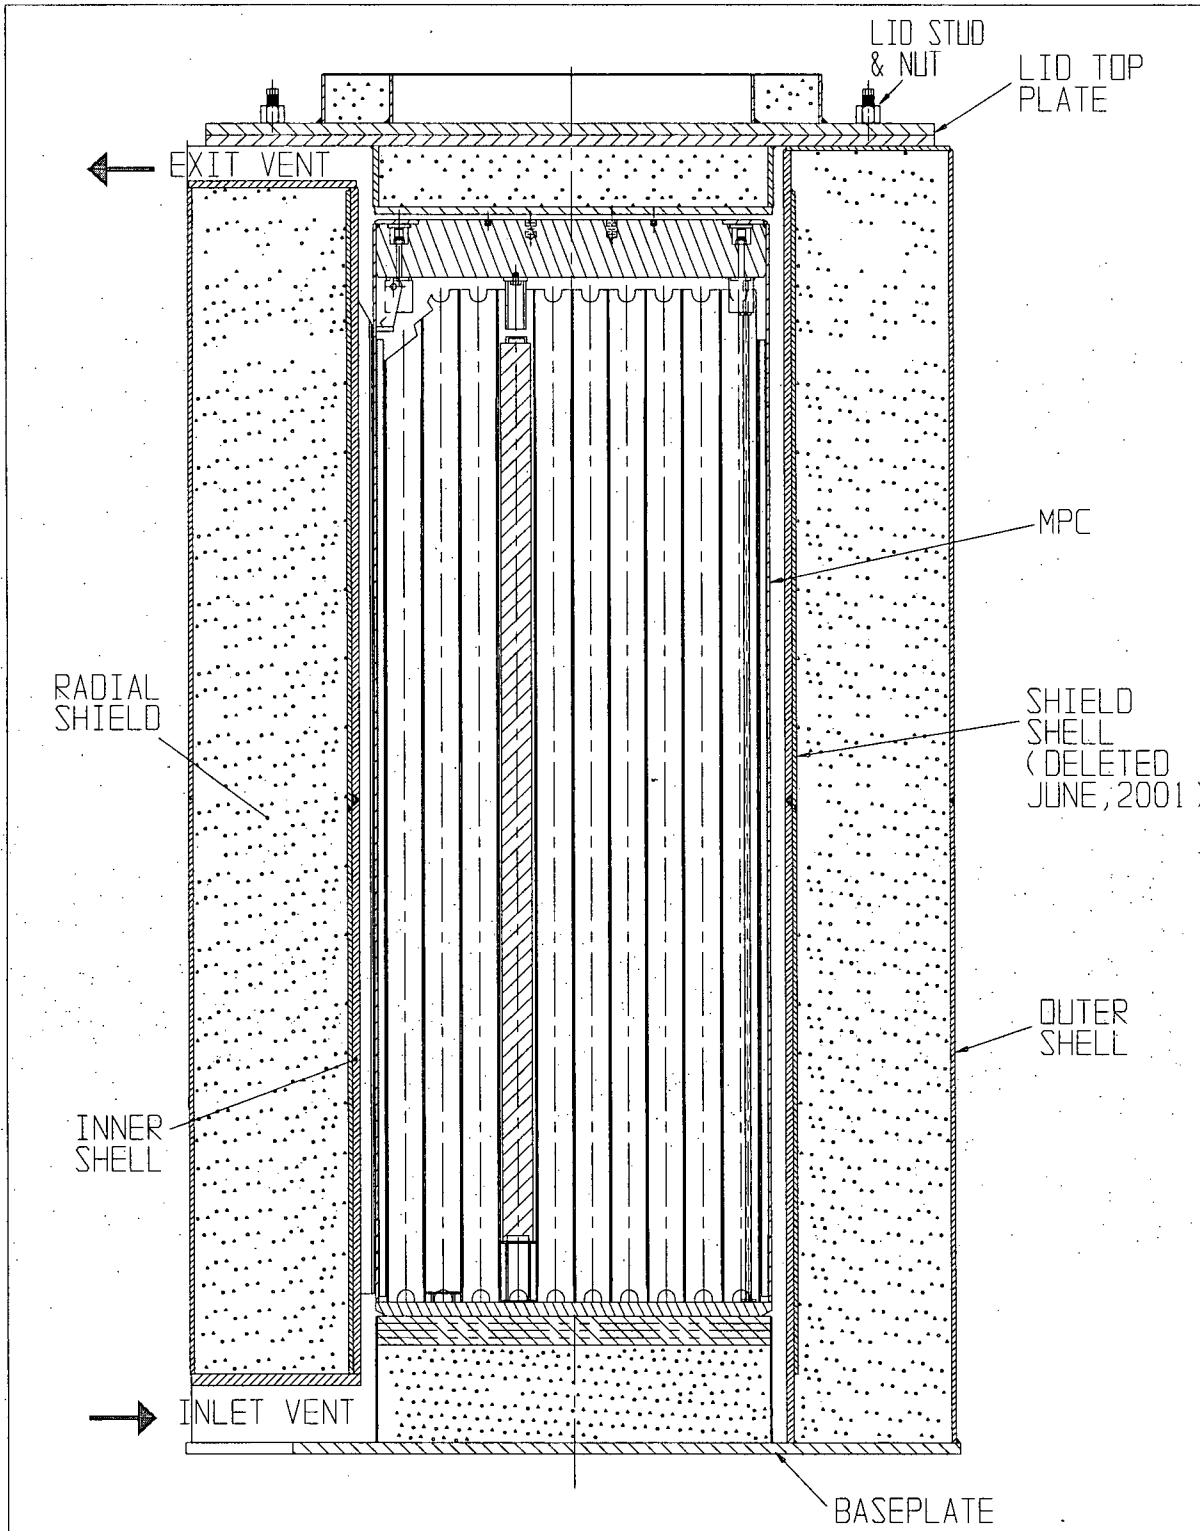 LID STUD
& NUT
LID TOP
PLATE
EXIT VENT
MPC
RADIAL
SHIELD
SHIELD
SHELL
(DELETED
JUNE,2001)
OUTER
SHELL
INNER
SHELL
INLET VENT
BASEPLATE